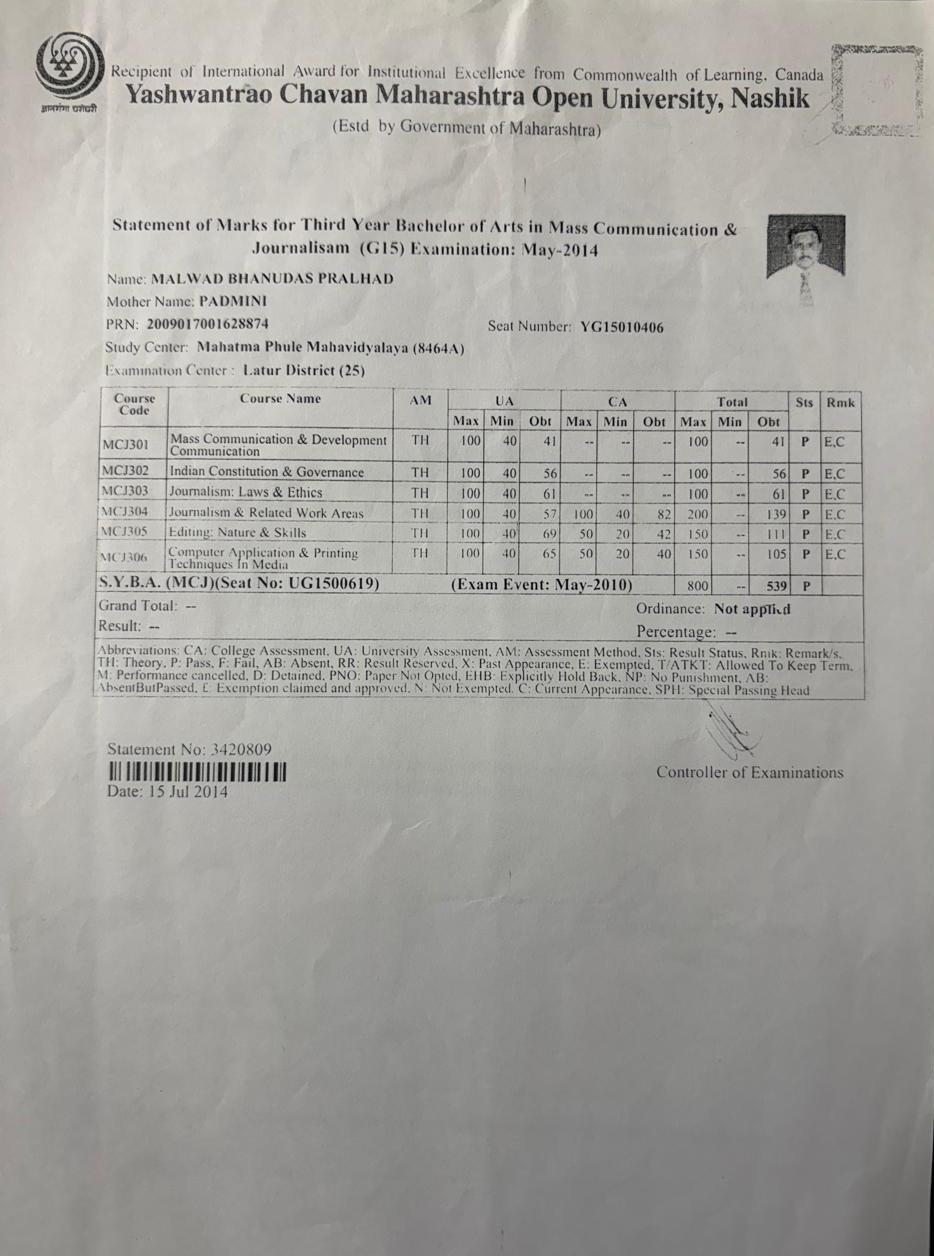 Recipient of International Award for Institutional Excellence from Commonwealth of Learning, Canada
Yashwantrao Chavan Maharashtra Open University, Nashik
(Estd by Government of Maharashtra)
ज्ञानगंगा घरोघरी
Statement of Marks for Third Year Bachelor of Arts in Mass Communication &
Journalisam (G15) Examination: May-2014
Name: MALWAD BHANUDAS PRALHAD
Mother Name: PADMINI
PRN: 2009017001628874 Seat Number: YG15010406
Study Center: Mahatma Phule Mahavidyalaya (8464A)
Examination Center : Latur District (25)
Course Code Course Name AM UA CA Total Sts Rmk
Max Min Obt Max Min Obt Max Min Obt
MCJ301 Mass Communication & Development Communication TH 100 40 41 -- -- -- 100 -- 41 P E,C
MCJ302 Indian Constitution & Governance TH 100 40 56 -- -- -- 100 -- 56 P E,C
MCJ303 Journalism: Laws & Ethics TH 100 40 61 -- -- -- 100 -- 61 P E,C
MCJ304 Journalism & Related Work Areas TH 100 40 57 100 40 82 200 -- 139 P E,C
MCJ305 Editing: Nature & Skills TH 100 40 69 50 20 42 150 -- 111 P E,C
MCJ306 Computer Application & Printing Techniques In Media TH 100 40 65 50 20 40 150 -- 105 P E,C
S.Y.B.A. (MCJ)(Seat No: UG1500619) (Exam Event: May-2010) 800 -- 539 P
Grand Total: -- Ordinance: Not applied
Result: -- Percentage: --
Abbreviations: CA: College Assessment, UA: University Assessment, AM: Assessment Method, Sts: Result Status, Rmk: Remark/s,
TH: Theory, P: Pass, F: Fail, AB: Absent, RR: Result Reserved, X: Past Appearance, E: Exempted, T/ATKT: Allowed To Keep Term,
M: Performance cancelled, D: Detained, PNO: Paper Not Opted, EHB: Explicitly Hold Back, NP: No Punishment, AB:
AbsentButPassed, E: Exemption claimed and approved, N: Not Exempted, C: Current Appearance, SPH: Special Passing Head
Statement No: 3420809
Controller of Examinations
Date: 15 Jul 2014